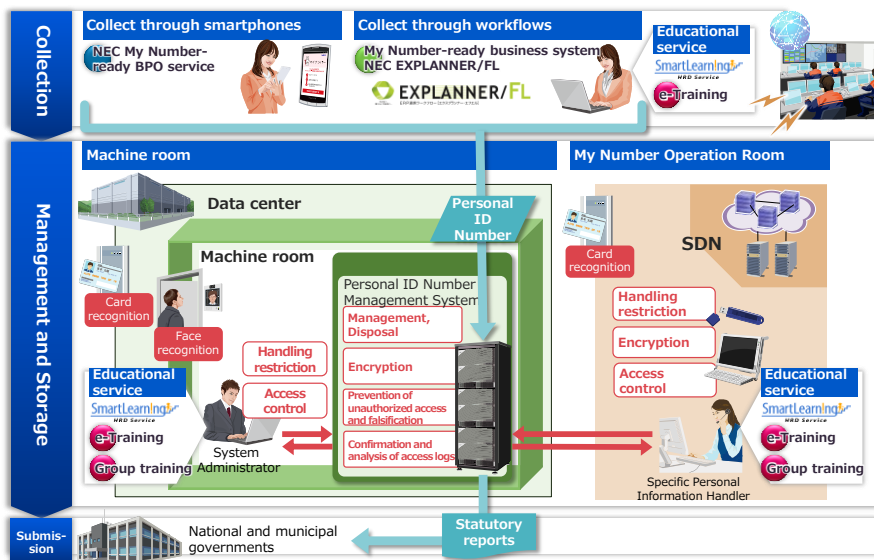 Collection
Collect through smartphones
NEC My Number-
ready BPO service
Collect through workflows
My Number-ready business system
NEC EXPLANNER/FL
EXPLANNER/FL
Educational
service
SmartLearning
HRD Service
e-Training
Management and Storage
Machine room
Data center
Personal
ID
Number
Machine room
Card
recognition
Face
recognition
Personal ID Number
Management System
Management,
Disposal
Encryption
Prevention of
unauthorized access
and falsification
Confirmation and
analysis of access logs
Handling
restriction
Access
control
Educational
service
SmartLearning
HRD Service
e-Training
Group training
System
Administrator
My Number Operation Room
Card
recognition
SDN
Handling
restriction
Encryption
Access
control
Educational
service
SmartLearning
HRD Service
e-Training
Group training
Specific Personal
Information Handler
Submis-
sion
National and municipal
governments
Statutory
reports